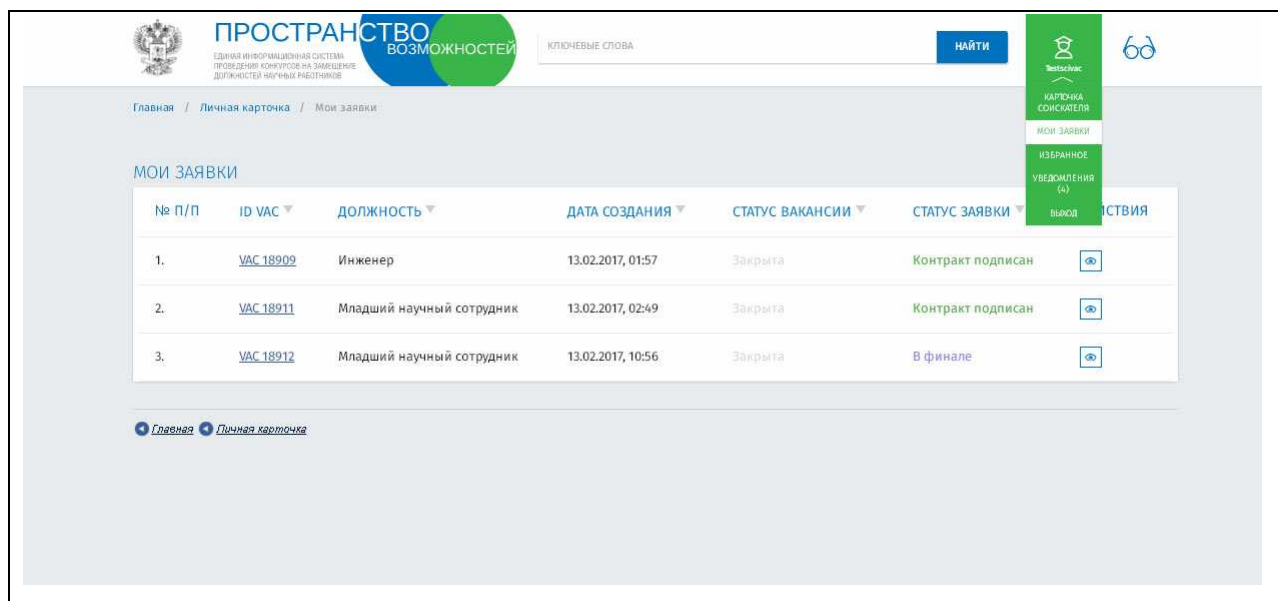 ПРОСТРАНСТВО
ВОЗМОЖНОСТЕЙ
ЕДИНАЯ ИНФОРМАЦИОННАЯ СИСТЕМА
ПРОВЕДЕНИЯ КОНКУРСОВ НА ЗАМЕЩЕНИЕ
ДОЛЖНОСТЕЙ НАУЧНЫХ РАБОТНИКОВ
КЛЮЧЕВЫЕ СЛОВА
НАЙТИ
Testscivac
КАРТОЧКА
СОИСКАТЕЛЯ
МОИ ЗАЯВКИ
ИЗБРАННОЕ
УВЕДОМЛЕНИЯ
(4)
ВЫХОД
Главная / Личная карточка / Мои заявки
МОИ ЗАЯВКИ
№ П/П ID VAC ДОЛЖНОСТЬ ДАТА СОЗДАНИЯ СТАТУС ВАКАНСИИ СТАТУС ЗАЯВКИ СТВИЯ
1. VAC 18909 Инженер 13.02.2017, 01:57 Закрыта Контракт подписан
2. VAC 18911 Младший научный сотрудник 13.02.2017, 02:49 Закрыта Контракт подписан
3. VAC 18912 Младший научный сотрудник 13.02.2017, 10:56 Закрыта В финале
Главная Личная карточка